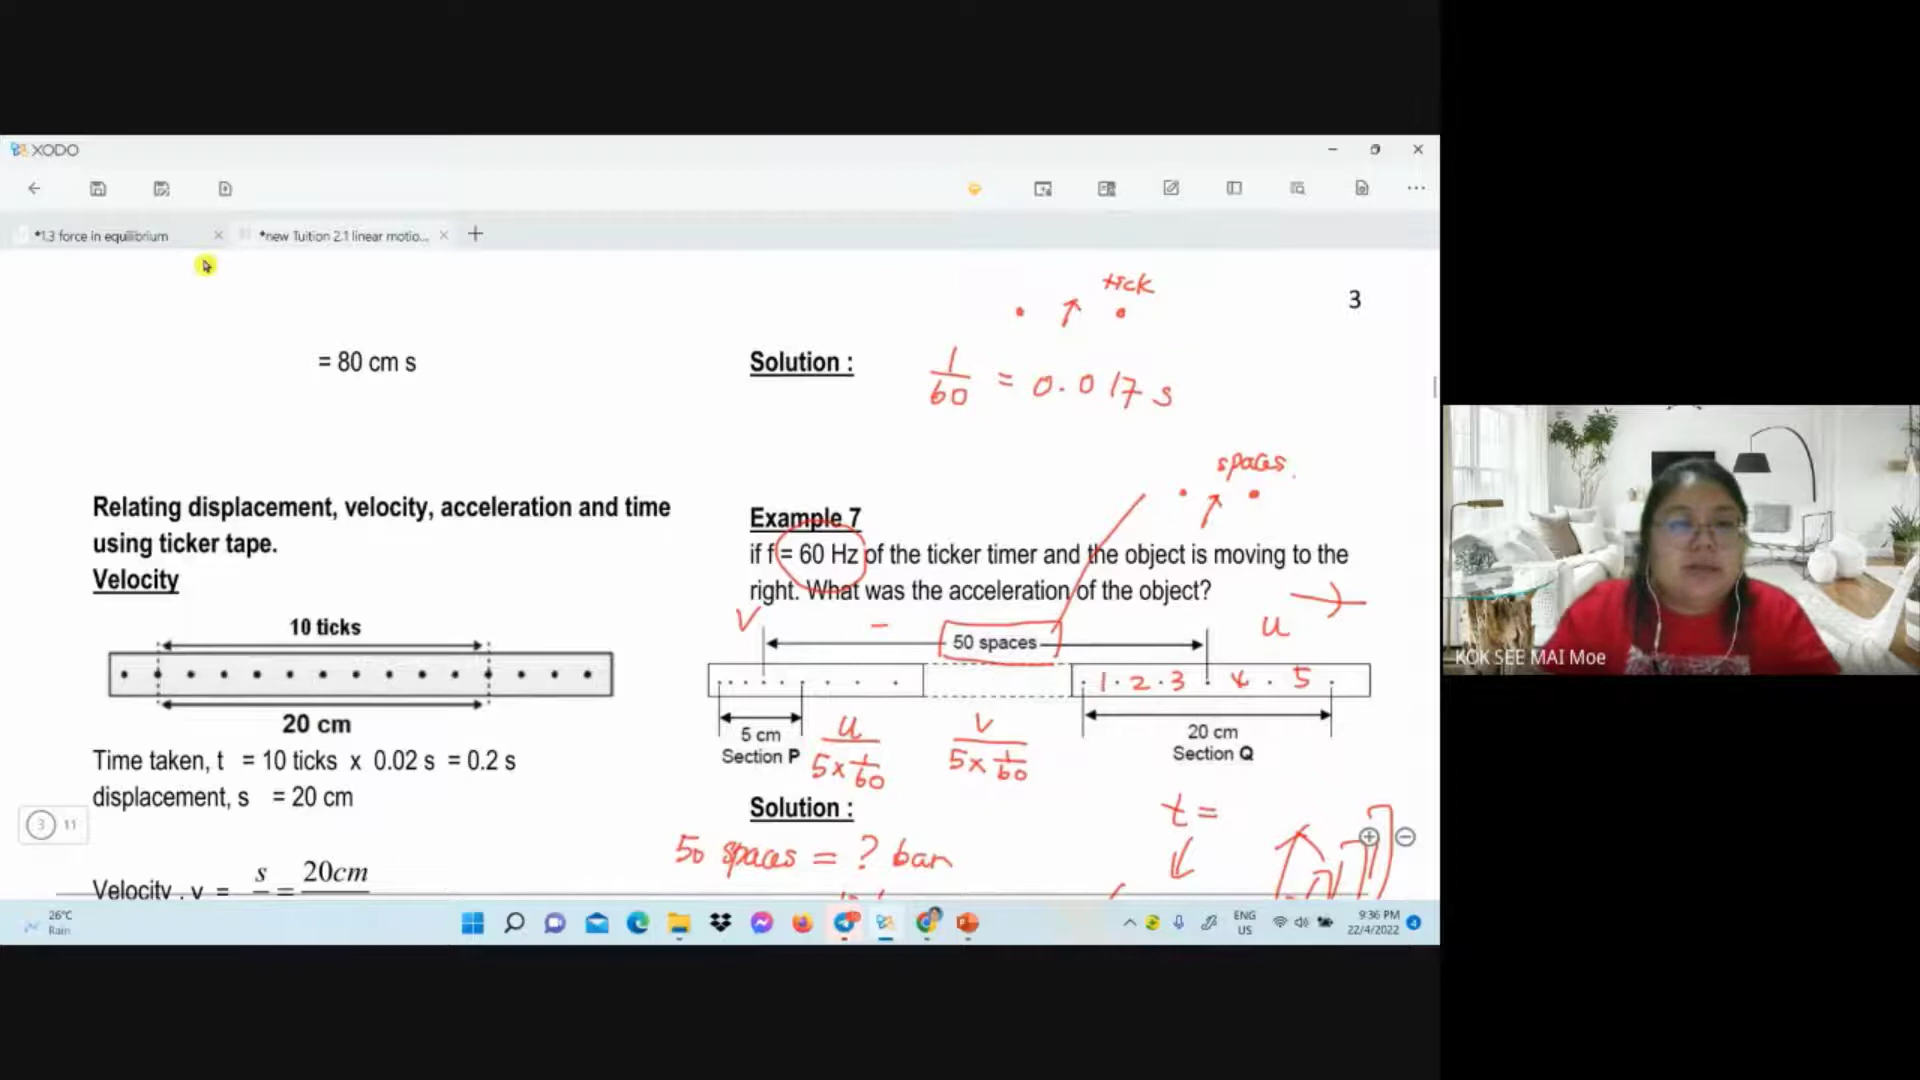 XODO
*1.3 force in equilibrium
*new Tuition 2.1 linear motio...
3
= 80 cm s
Relating displacement, velocity, acceleration and time
using ticker tape.
Velocity
10 ticks
20 cm
Time taken, t = 10 ticks x 0.02 s = 0.2 s
displacement, s = 20 cm
3 11
Velocity , v = s = 20cm
tick
Solution :
1/60 = 0.017 s
spaces.
Example 7
if f = 60 Hz of the ticker timer and the object is moving to the
right. What was the acceleration of the object?
v – u
50 spaces
1 2 3 4 5
5 cm
Section P
u
5 x 1/60
v
5 x 1/60
20 cm
Section Q
Solution :
t =
50 spaces = ? bar
KOK SEE MAI Moe
26°C
Rain
ENG
US
9:36 PM
22/4/2022
4